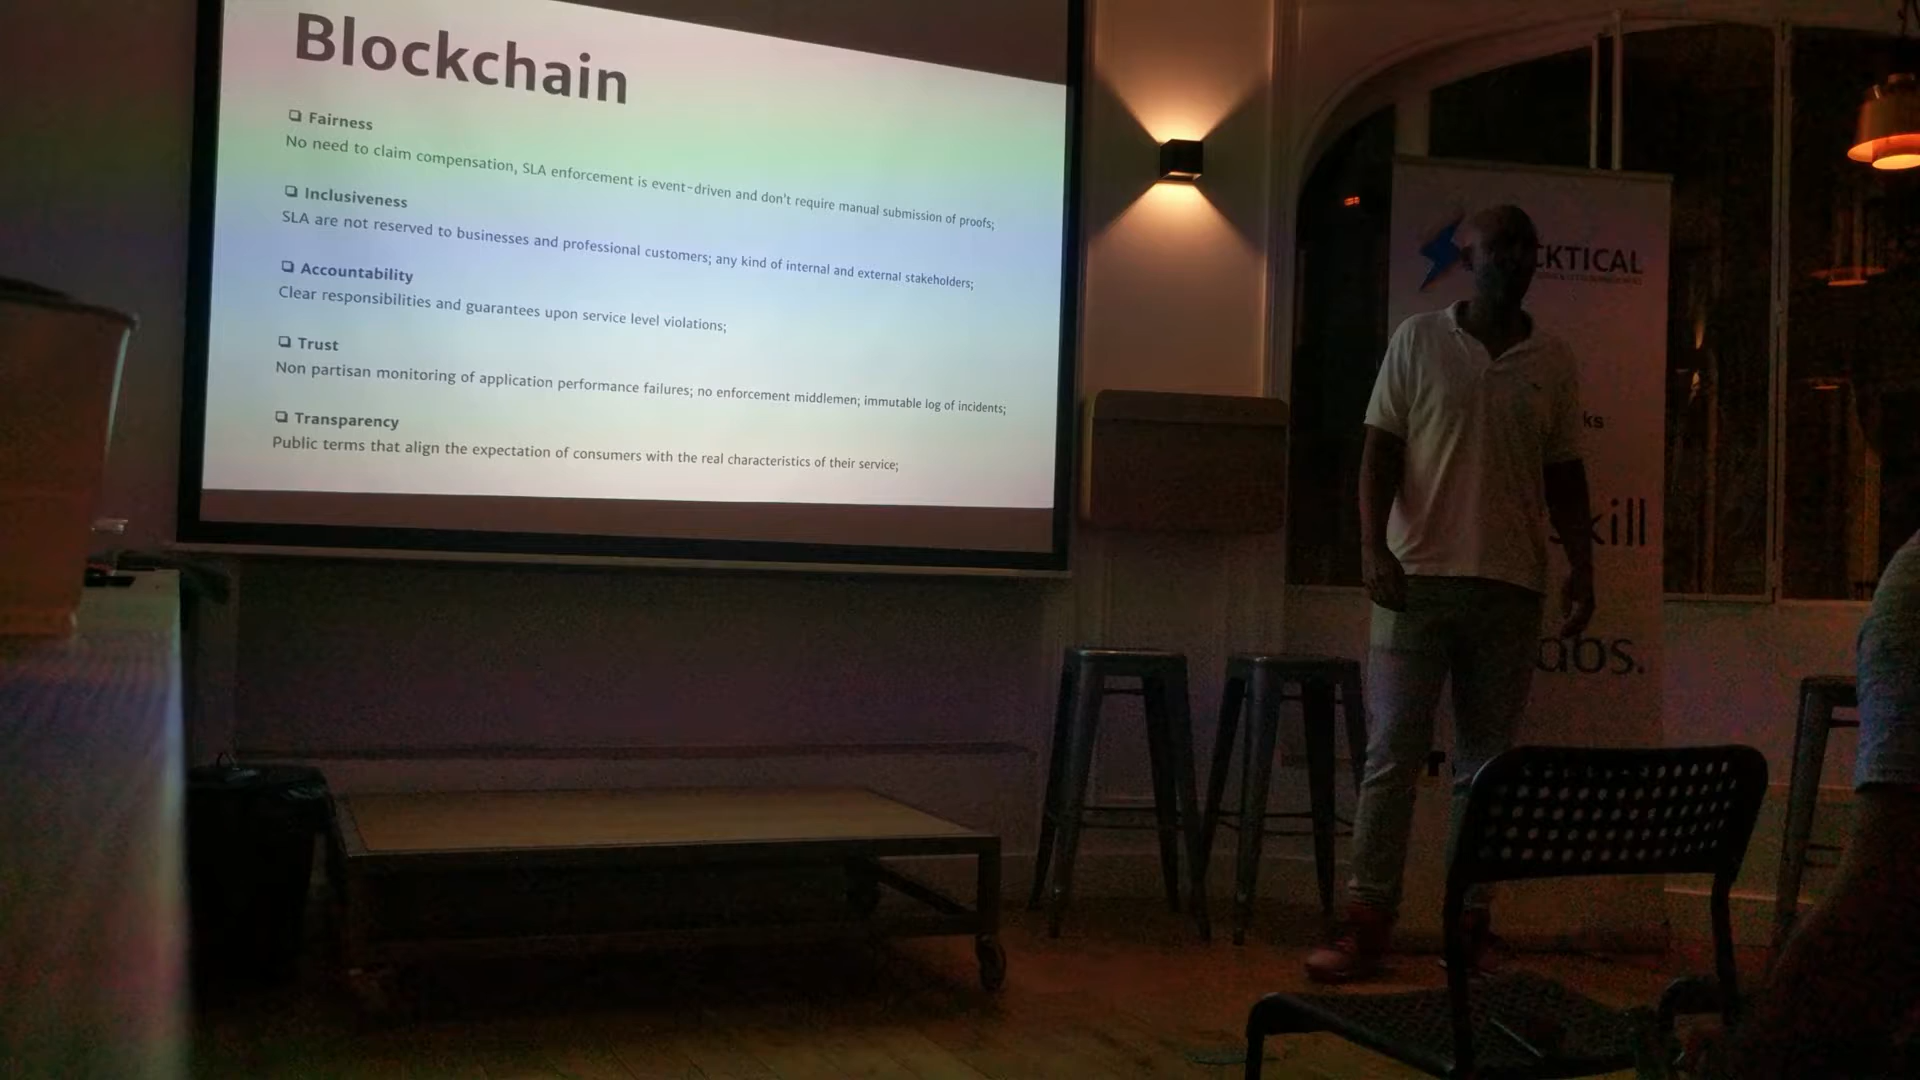 Blockchain
❏ Fairness
No need to claim compensation, SLA enforcement is event-driven and don't require manual submission of proofs;
❏ Inclusiveness
SLA are not reserved to businesses and professional customers; any kind of internal and external stakeholders;
❏ Accountability
Clear responsibilities and guarantees upon service level violations;
❏ Trust
Non partisan monitoring of application performance failures; no enforcement middlemen; immutable log of incidents;
❏ Transparency
Public terms that align the expectation of consumers with the real characteristics of their service;
CKTICAL
ks
skill
aos.